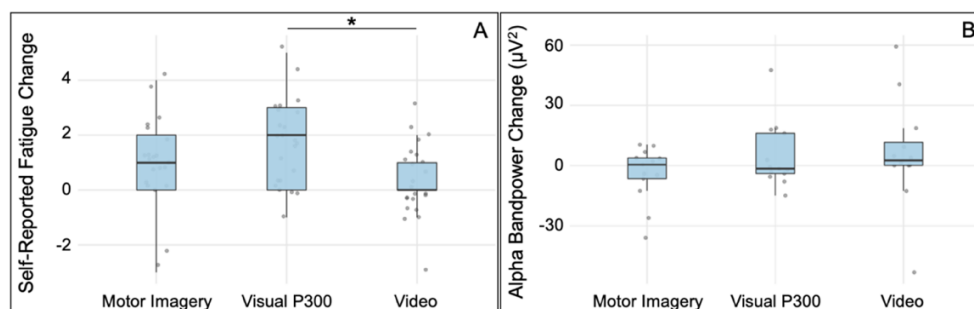 A
*
Self-Reported Fatigue Change
4
2
0
-2
Motor Imagery
Visual P300
Video
B
Alpha Bandpower Change (µV²)
60
30
0
-30
Motor Imagery
Visual P300
Video